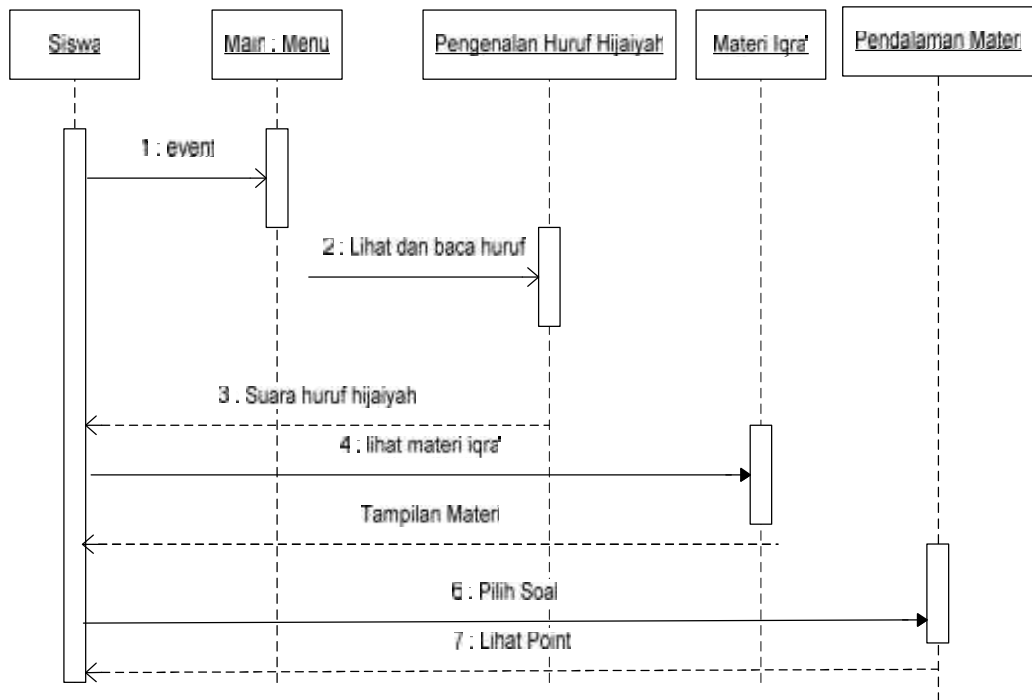 Siswa
Main : Menu
Pengenalan Huruf Hijaiyah
Materi Iqra'
Pendalaman Materi
1 : event
2 : Lihat dan baca huruf
3 : Suara huruf hijaiyah
4 : lihat materi iqra'
Tampilan Materi
6 : Pilih Soal
7 : Lihat Point